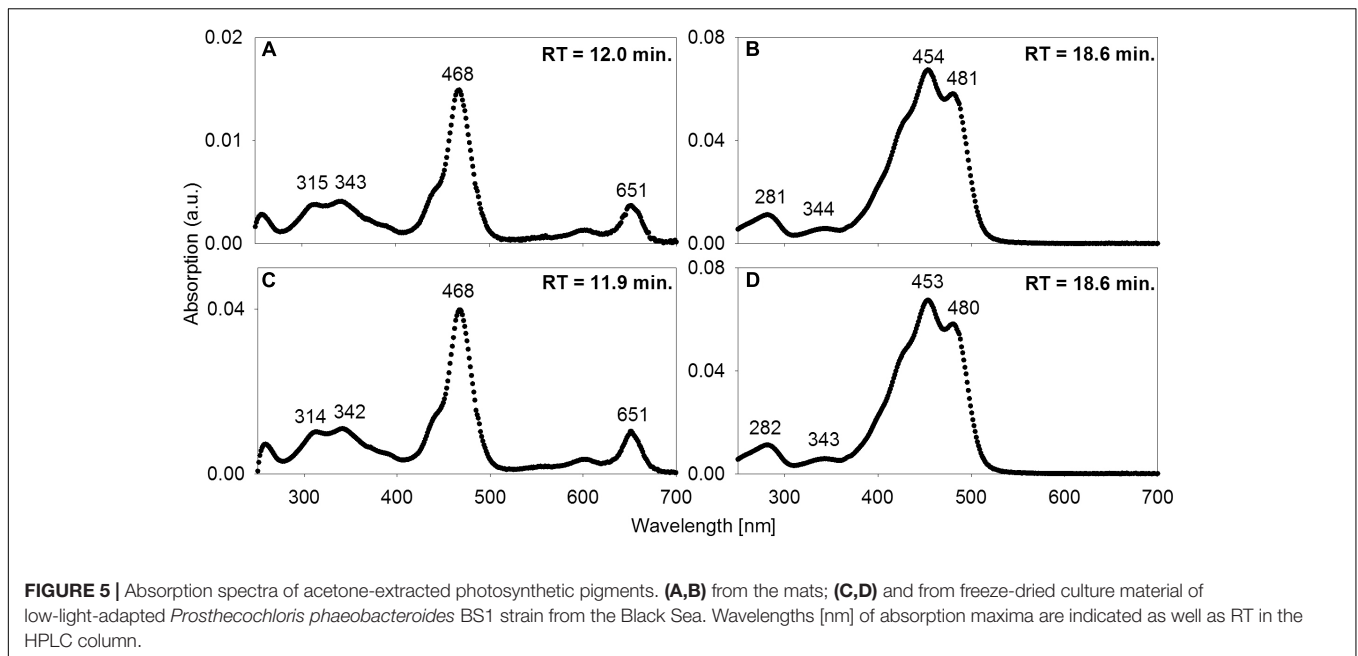 A
RT = 12.0 min.
0.02
0.01
0.00
315
343
468
651
B
RT = 18.6 min.
0.08
0.04
0.00
281
344
454
481
Absorption (a.u.)
C
RT = 11.9 min.
0.04
0.00
314
342
468
651
300 400 500 600 700
D
RT = 18.6 min.
0.08
0.04
0.00
282
343
453
480
300 400 500 600 700
Wavelength [nm]
FIGURE 5 | Absorption spectra of acetone-extracted photosynthetic pigments. (A,B) from the mats; (C,D) and from freeze-dried culture material of
low-light-adapted Prosthecochloris phaeobacteroides BS1 strain from the Black Sea. Wavelengths [nm] of absorption maxima are indicated as well as RT in the
HPLC column.